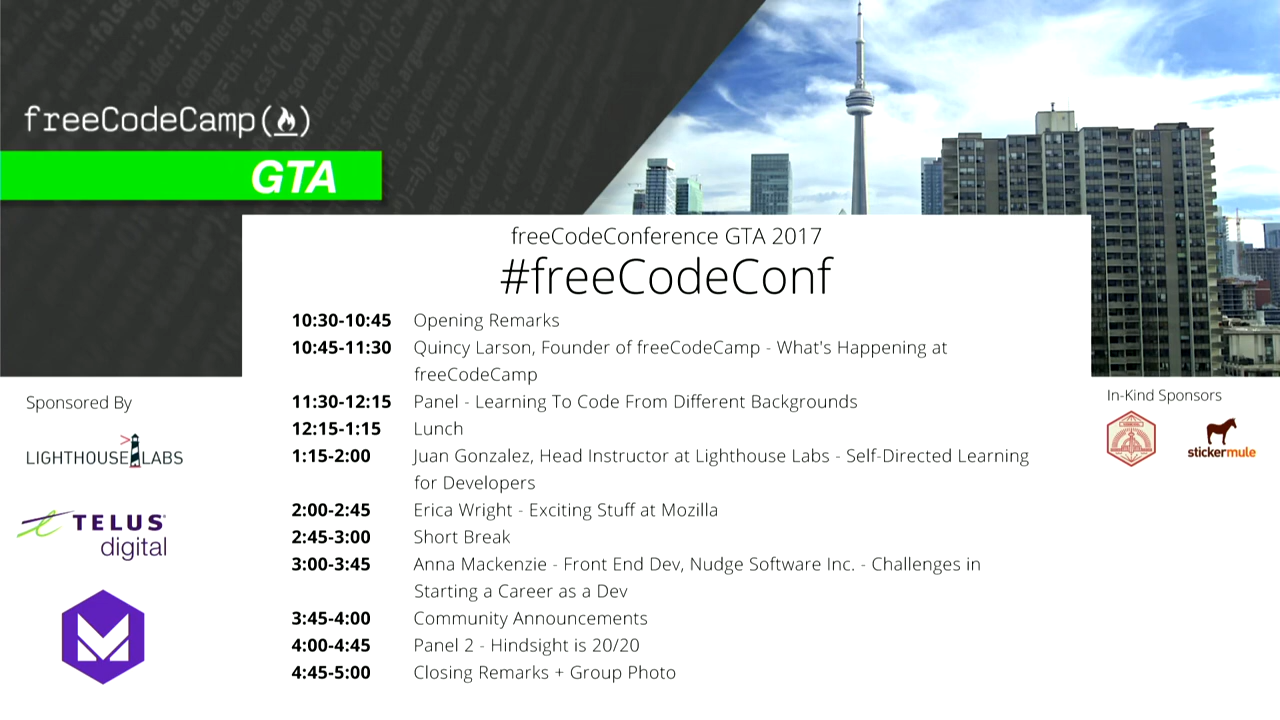 freeCodeCamp
GTA
freeCodeConference GTA 2017
#freeCodeConf
10:30-10:45 Opening Remarks
10:45-11:30 Quincy Larson, Founder of freeCodeCamp - What's Happening at
freeCodeCamp
11:30-12:15 Panel - Learning To Code From Different Backgrounds
12:15-1:15 Lunch
1:15-2:00 Juan Gonzalez, Head Instructor at Lighthouse Labs - Self-Directed Learning
for Developers
2:00-2:45 Erica Wright - Exciting Stuff at Mozilla
2:45-3:00 Short Break
3:00-3:45 Anna Mackenzie - Front End Dev, Nudge Software Inc. - Challenges in
Starting a Career as a Dev
3:45-4:00 Community Announcements
4:00-4:45 Panel 2 - Hindsight is 20/20
4:45-5:00 Closing Remarks + Group Photo
Sponsored By
LIGHTHOUSE LABS
TELUS
digital
In-Kind Sponsors
stickermule